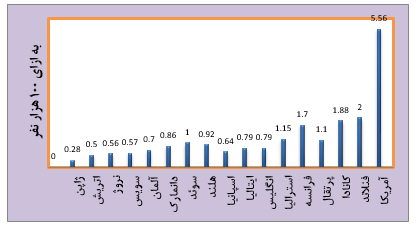 به ازای ۱۰۰ هزار نفر
0
0.28
0.5
0.56
0.57
0.7
0.86
1
0.92
0.64
0.79
0.79
1.15
1.7
1.1
1.88
2
5.56
ژاپن
اتریش
نروژ
سویس
آلمان
دانمارک
سوئد
هلند
اسپانیا
ایتالیا
انگلیس
استرالیا
فرانسه
پرتقال
کانادا
فنلاند
آمریکا